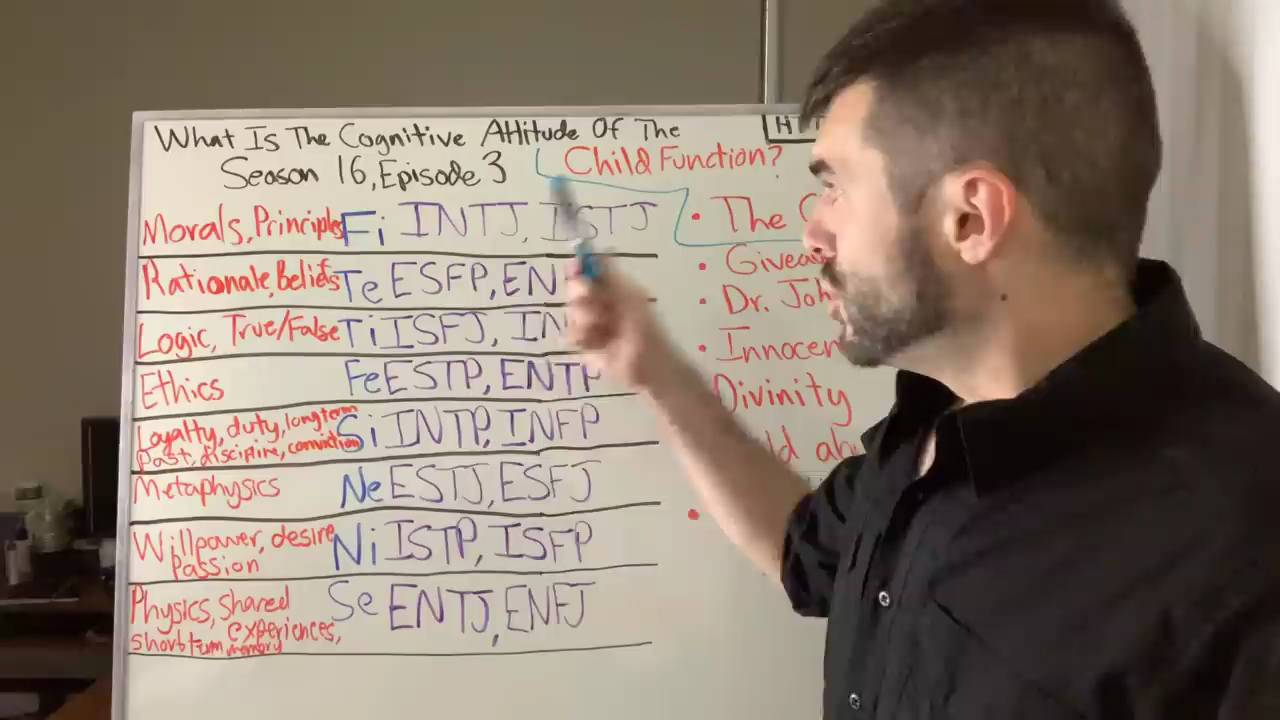 What Is The Cognitive Attitude Of The
Child Function?
Season 16, Episode 3
Morals, Principles Fi INTJ, ISTJ
Rationale, Beliefs Te ESFP,
Logic, True/False Ti ISFJ,
Ethics Fe ESTP, ENTP
Loyalty, duty, longterm past, discipline, conviction Si INTP, INFP
Metaphysics Ne ESTJ, ESFJ
Willpower, desire Passion Ni ISTP, ISFP
Physics, Shared experiences, short term memory Se ENTJ, ENFJ
• The
•
• Dr.
•
Divinity
•